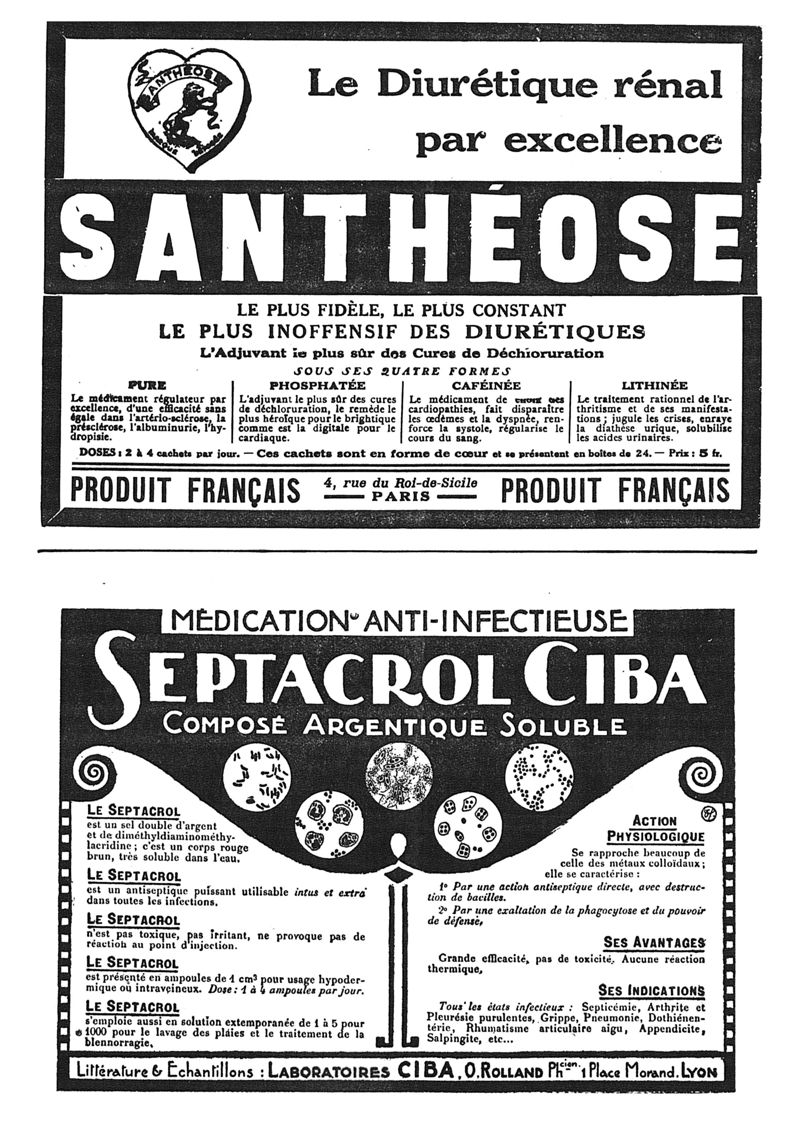 SANTHÉOSE
MARQUE DÉPOSÉE
Le Diurétique rénal
par excellence
SANTHÉOSE
LE PLUS FIDÈLE, LE PLUS CONSTANT
LE PLUS INOFFENSIF DES DIURÉTIQUES
L'Adjuvant le plus sûr des Cures de Déchloruration
SOUS SES QUATRE FORMES
PURE
Le médicament régulateur par
excellence, d'une efficacité sans
égale dans l'artério-sclérose, la
présclérose, l'albuminurie, l'hy-
dropisie.
PHOSPHATÉE
L'adjuvant le plus sûr des cures
de déchloruration, le remède le
plus héroïque pour le brightique
comme est la digitale pour le
cardiaque.
CAFÉINÉE
Le médicament de
cardiopathies, fait disparaître
les œdèmes et la dyspnée, ren-
force la systole, régularise le
cours du sang.
LITHINÉE
Le traitement rationnel de l'ar-
thritisme et de ses manifesta-
tions ; jugule les crises, enraye
la diathèse urique, solubilise
les acides urinaires.
DOSES : 2 à 4 cachets par jour. — Ces cachets sont en forme de cœur et se présentent en boîtes de 24. — Prix : 5 fr.
PRODUIT FRANÇAIS
4, rue du Roi-de-Sicile
PARIS
PRODUIT FRANÇAIS
MÉDICATION ANTI-INFECTIEUSE
SEPTACROL CIBA
COMPOSÉ ARGENTIQUE SOLUBLE
LE SEPTACROL
est un sel double d'argent
et de diméthyldiaminométhy-
lacridine ; c'est un corps rouge
brun, très soluble dans l'eau.
LE SEPTACROL
est un antiseptique puissant utilisable intus et extra
dans toutes les infections.
LE SEPTACROL
n'est pas toxique, pas irritant, ne provoque pas de
réaction au point d'injection.
LE SEPTACROL
est présenté en ampoules de 1 cm³ pour usage hypoder-
mique où intraveineux. Dose : 1 à 4 ampoules par jour.
LE SEPTACROL
s'emploie aussi en solution extemporanée de 1 à 5 pour
1000 pour le lavage des plaies et le traitement de la
blennorragie.
ACTION
PHYSIOLOGIQUE
Se rapproche beaucoup de
celle des métaux colloïdaux ;
elle se caractérise :
1° Par une action antiseptique directe, avec destruc-
tion de bacilles.
2° Par une exaltation de la phagocytose et du pouvoir
de défense.
SES AVANTAGES
Grande efficacité, pas de toxicité. Aucune réaction
thermique.
SES INDICATIONS
Tous les états infectieux : Septicémie, Arthrite et
Pleurésie purulentes, Grippe, Pneumonie, Dothiénen-
térie, Rhumatisme articulaire aigu, Appendicite,
Salpingite, etc...
Littérature & Echantillons : LABORATOIRES CIBA, O. ROLLAND Phcien. 1 Place Morand. LYON